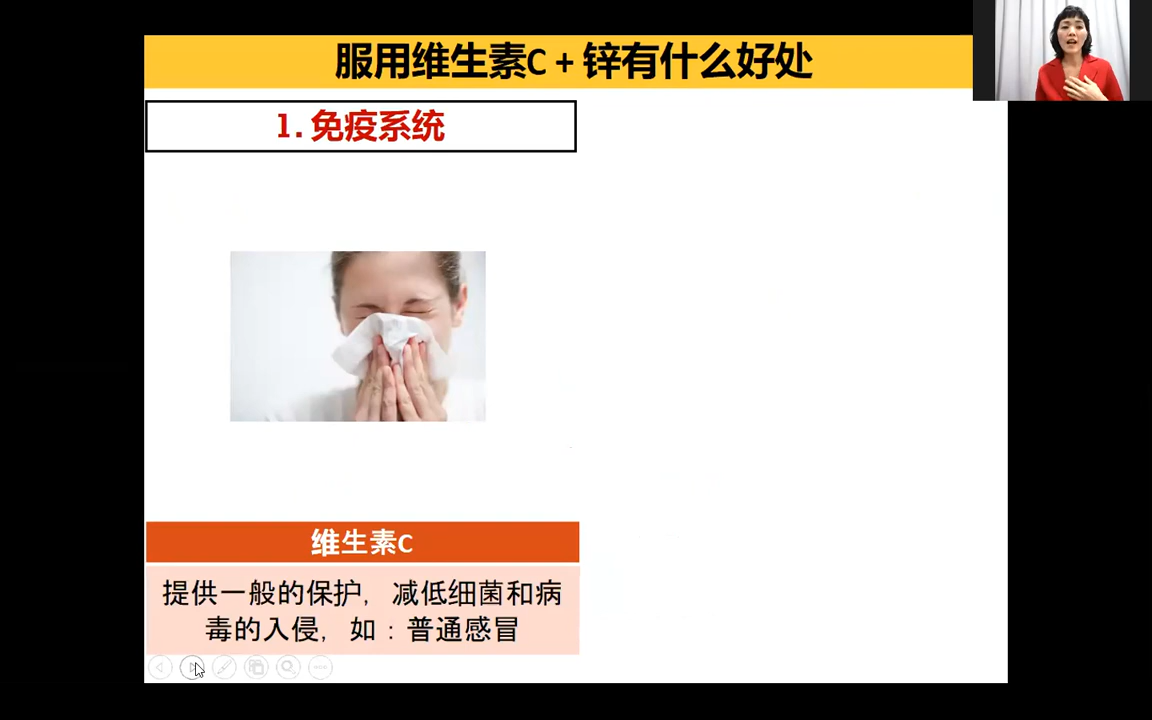 服用维生素C + 锌有什么好处
1. 免疫系统
维生素C
提供一般的保护，减低细菌和病
毒的入侵，如：普通感冒